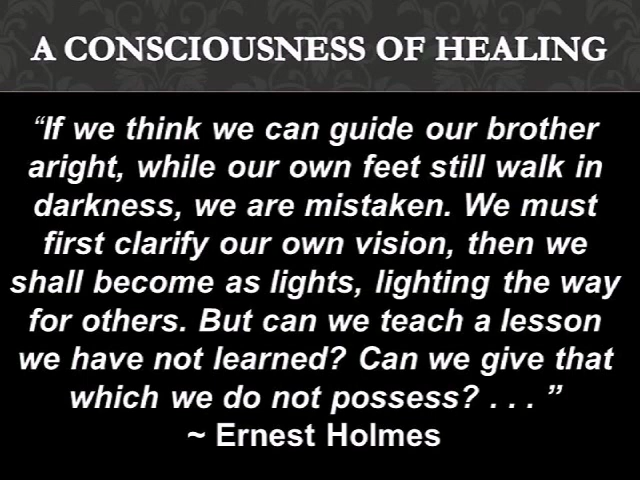 A CONSCIOUSNESS OF HEALING
“If we think we can guide our brother
aright, while our own feet still walk in
darkness, we are mistaken. We must
first clarify our own vision, then we
shall become as lights, lighting the way
for others. But can we teach a lesson
we have not learned? Can we give that
which we do not possess? . . . ”
~ Ernest Holmes